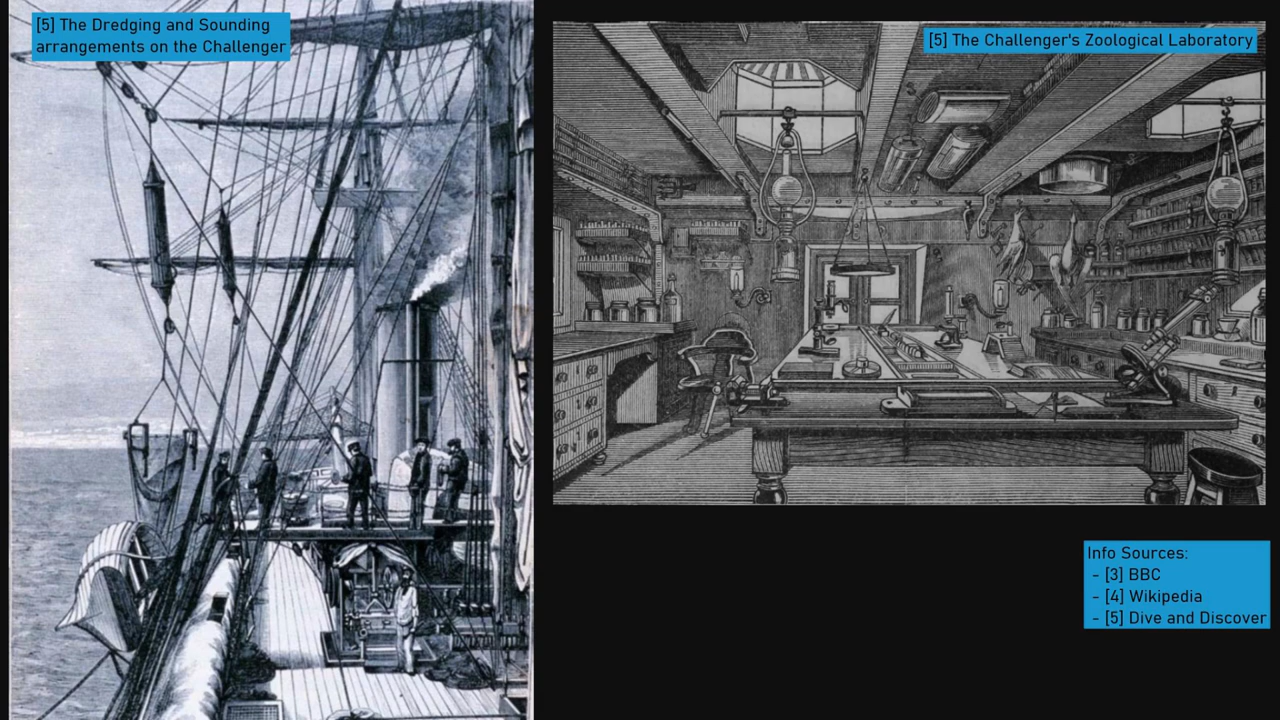 [5] The Dredging and Sounding
arrangements on the Challenger
[5] The Challenger's Zoological Laboratory
Info Sources:
- [3] BBC
- [4] Wikipedia
- [5] Dive and Discover